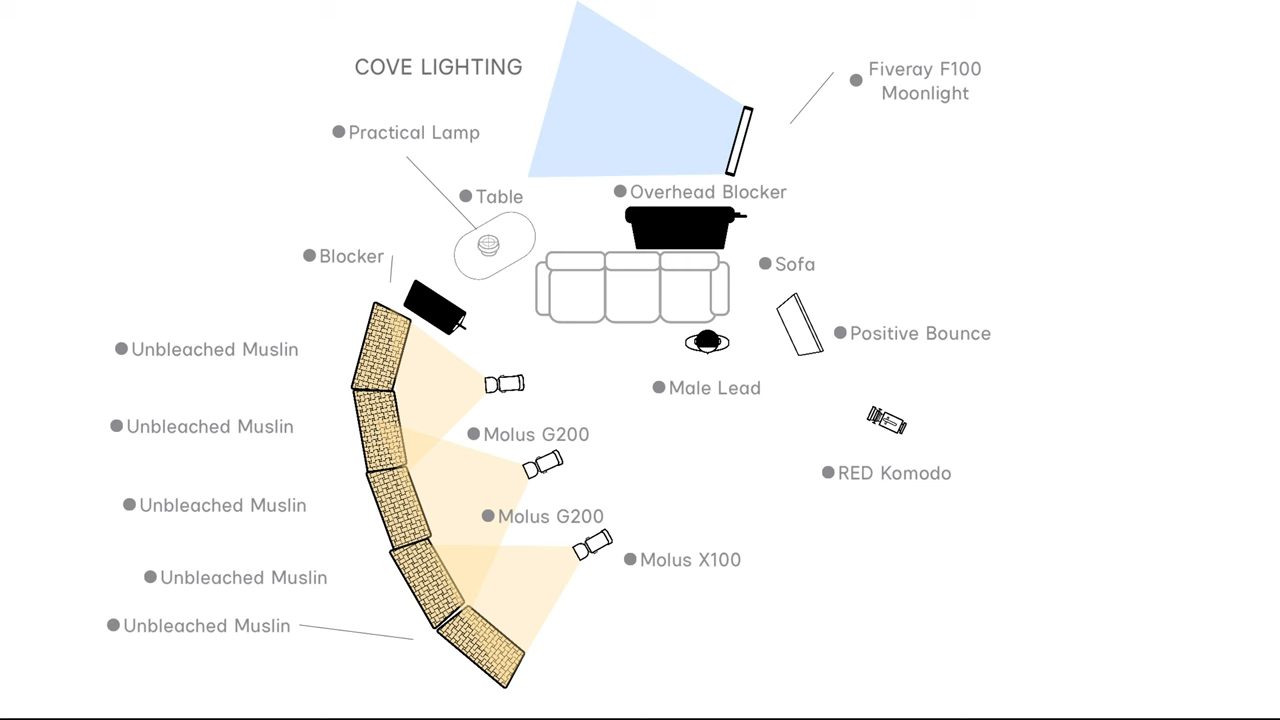 COVE LIGHTING
Fiveray F100
Moonlight
Practical Lamp
Table
Overhead Blocker
Blocker
Sofa
Positive Bounce
Unbleached Muslin
Male Lead
Unbleached Muslin
Molus G200
RED Komodo
Unbleached Muslin
Molus G200
Molus X100
Unbleached Muslin
Unbleached Muslin